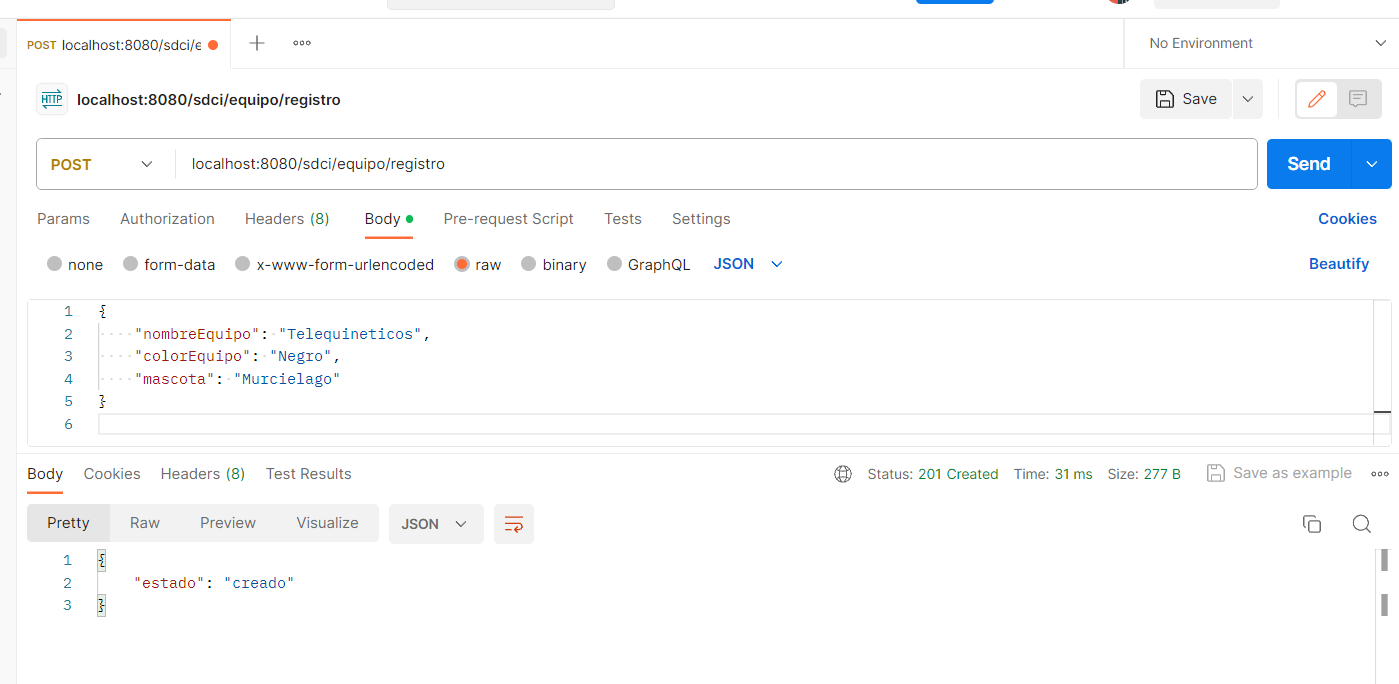 POST localhost:8080/sdci/e
No Environment
HTTP localhost:8080/sdci/equipo/registro
Save
POST localhost:8080/sdci/equipo/registro
Send
Params Authorization Headers (8) Body Pre-request Script Tests Settings Cookies
none form-data x-www-form-urlencoded raw binary GraphQL JSON Beautify
1 {
2 "nombreEquipo": "Telequineticos",
3 "colorEquipo": "Negro",
4 "mascota": "Murcielago"
5 }
6
Body Cookies Headers (8) Test Results Status: 201 Created Time: 31 ms Size: 277 B Save as example
Pretty Raw Preview Visualize JSON
1 {
2 "estado": "creado"
3 }